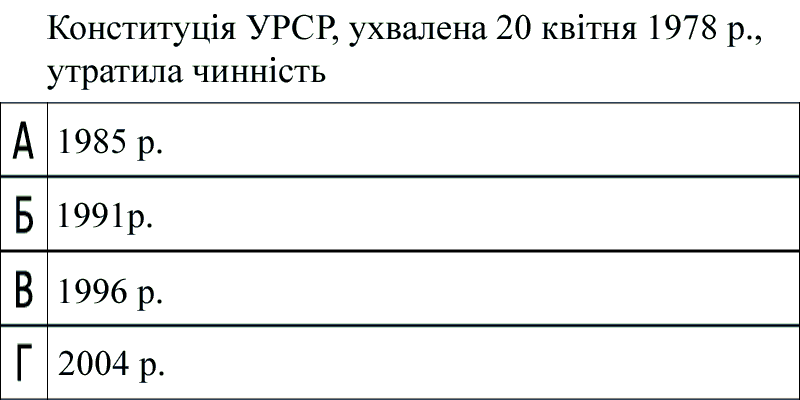 Конституція УРСР, ухвалена 20 квітня 1978 р.,
утратила чинність
А 1985 р.
Б 1991р.
В 1996 р.
Г 2004 р.